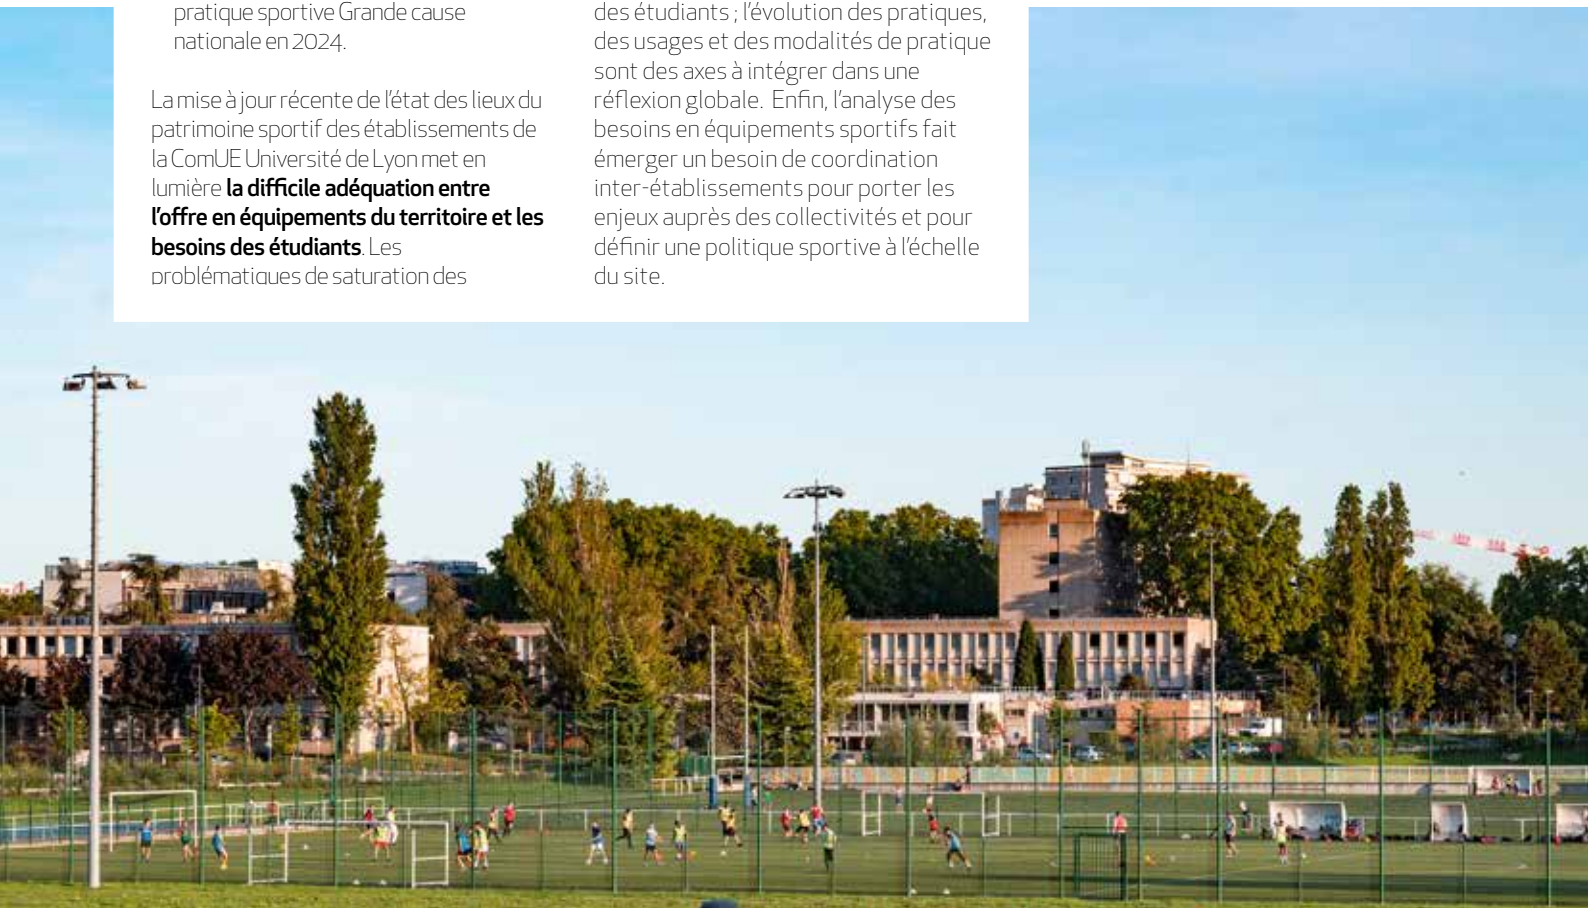 pratique sportive Grande cause
nationale en 2024.
La mise à jour récente de l'état des lieux du
patrimoine sportif des établissements de
la ComUE Université de Lyon met en
lumière la difficile adéquation entre
l'offre en équipements du territoire et les
besoins des étudiants. Les
problématiques de saturation des
des étudiants ; l'évolution des pratiques,
des usages et des modalités de pratique
sont des axes à intégrer dans une
réflexion globale. Enfin, l'analyse des
besoins en équipements sportifs fait
émerger un besoin de coordination
inter-établissements pour porter les
enjeux auprès des collectivités et pour
définir une politique sportive à l'échelle
du site.